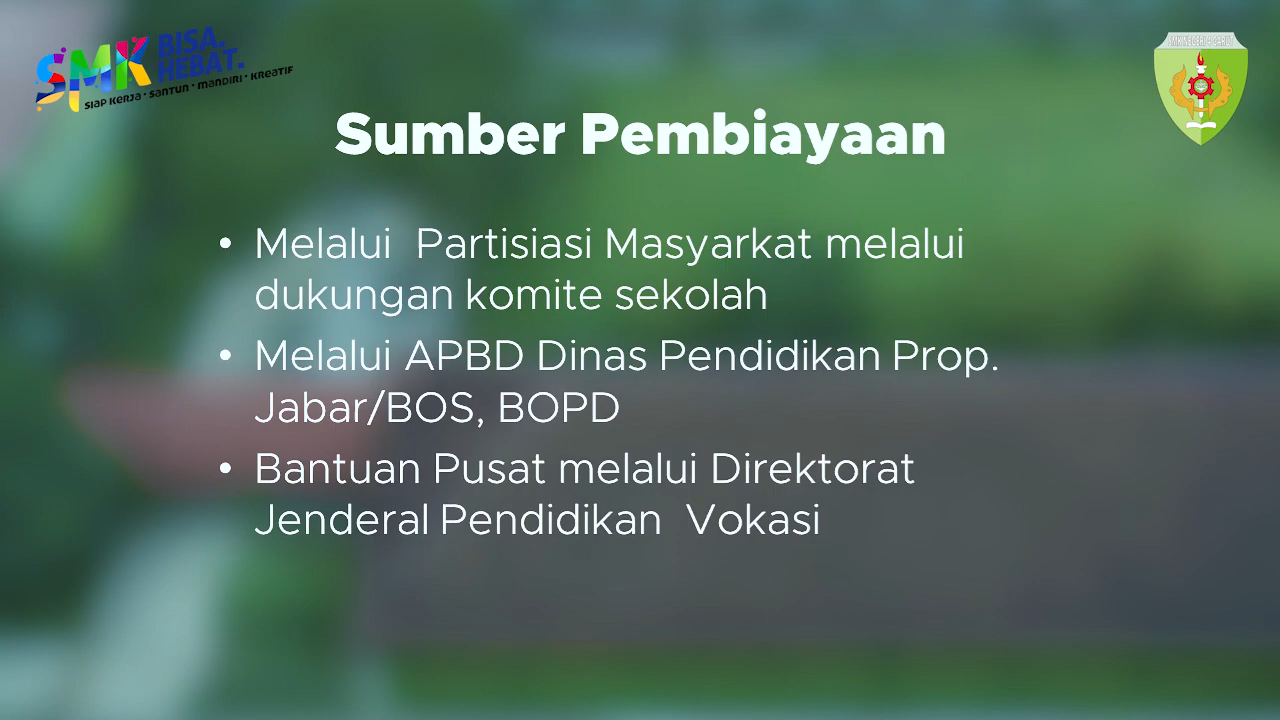 SMK BISA.
HEBAT.
SIAP KERJA • SANTUN • MANDIRI • KREATIF
Sumber Pembiayaan
• Melalui  Partisiasi Masyarkat melalui
dukungan komite sekolah
• Melalui APBD Dinas Pendidikan Prop.
Jabar/BOS, BOPD
• Bantuan Pusat melalui Direktorat
Jenderal Pendidikan  Vokasi